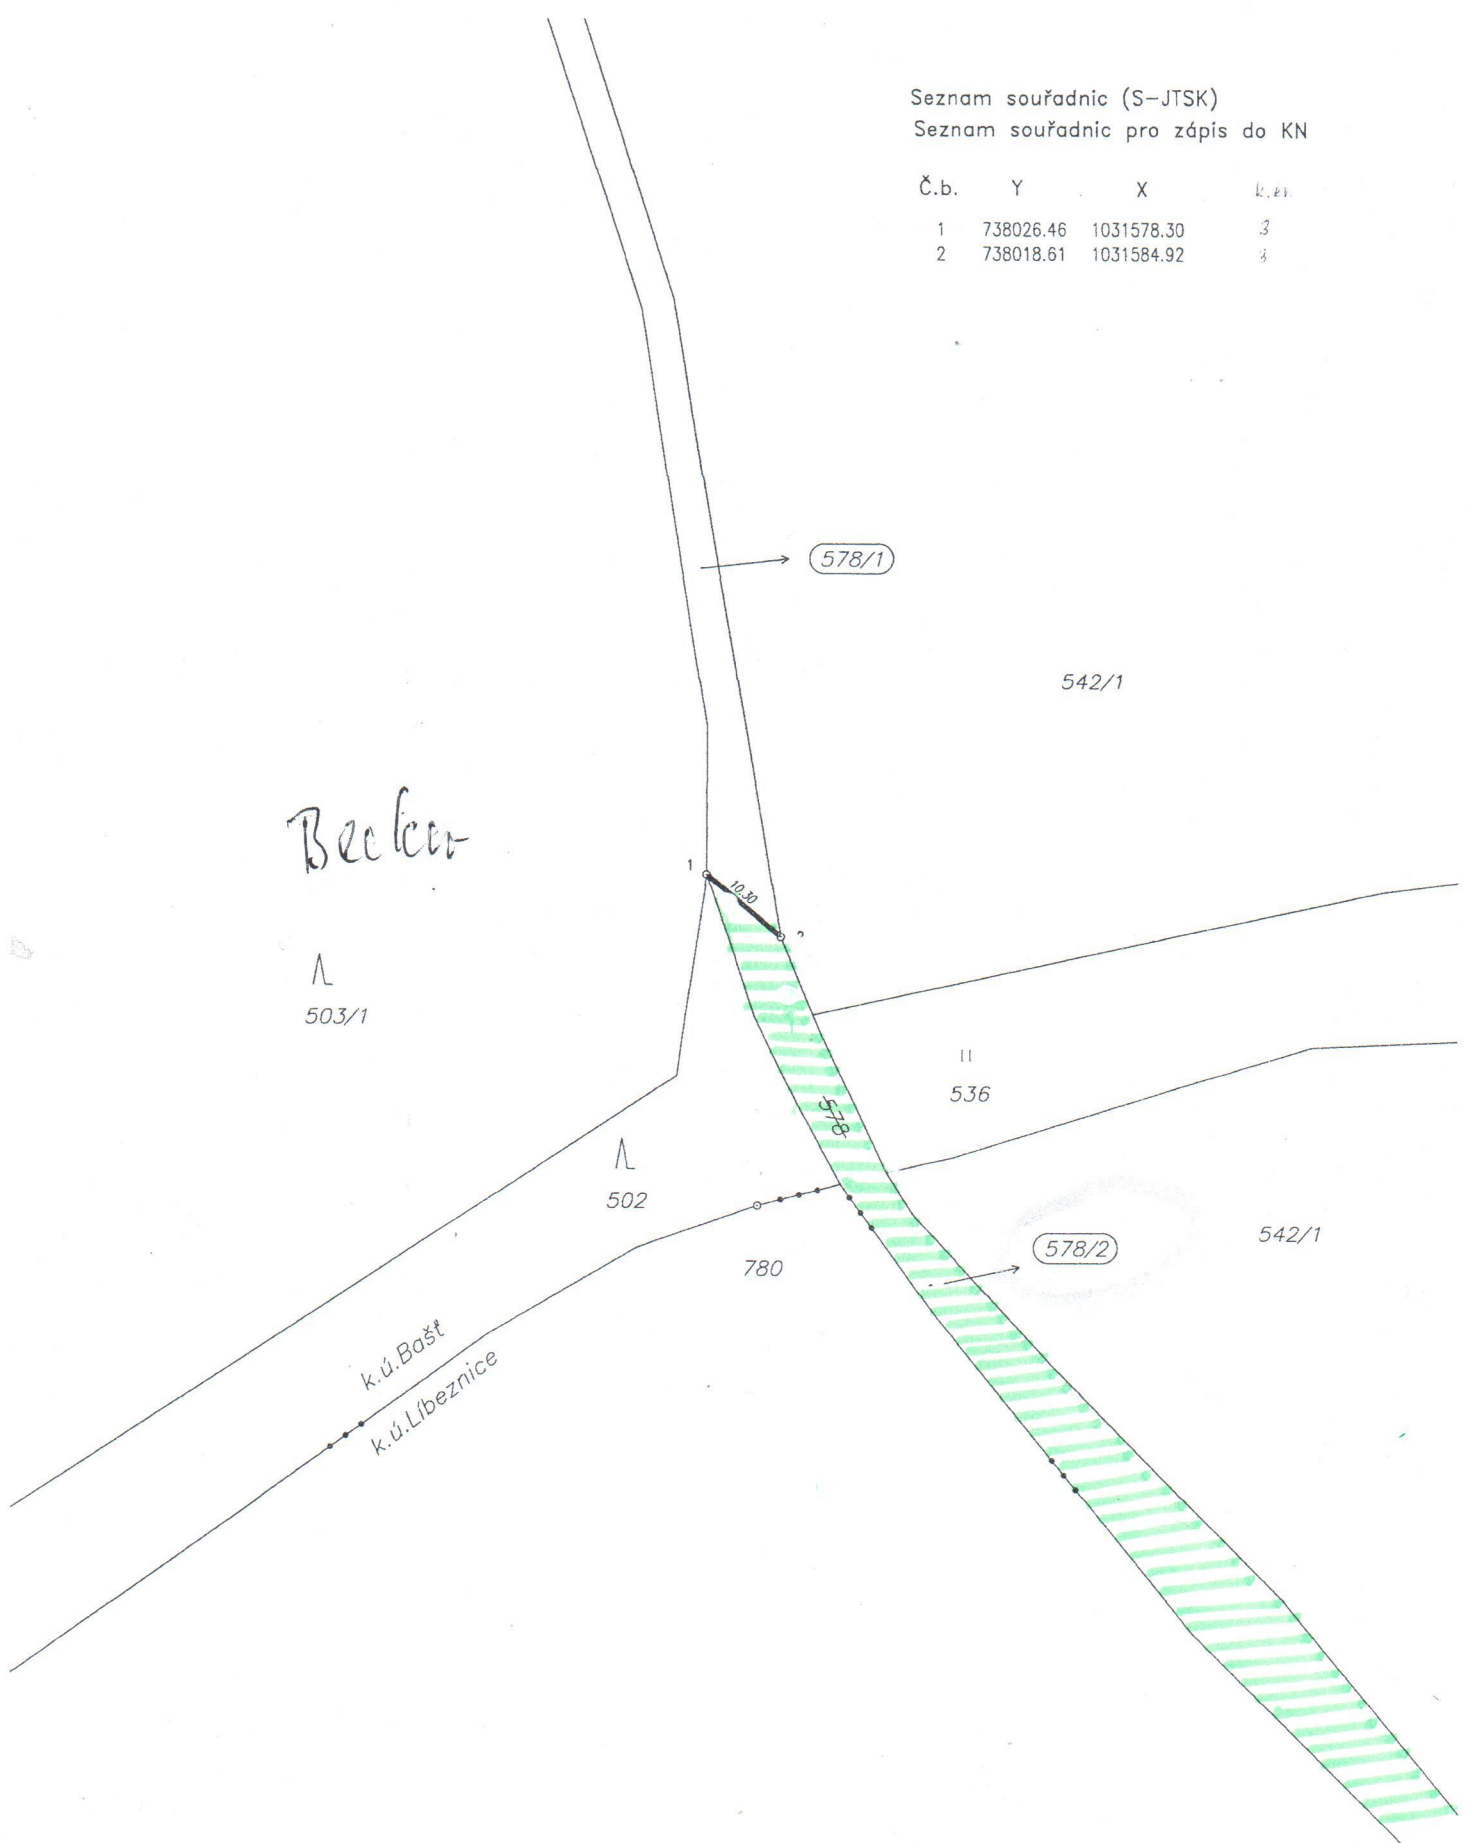 Seznam souřadnic (S-JTSK)
Seznam souřadnic pro zápis do KN
Č.b. Y X k.kv.
1 738026.46 1031578.30 3
2 738018.61 1031584.92 3
578/1
542/1
1
10.30
2
503/1
536
578
502
578/2
542/1
780
k.ú.Bašť
k.ú.Líbeznice